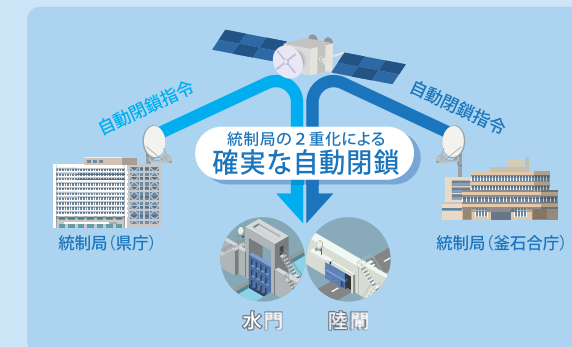 自動閉鎖指令
自動閉鎖指令
統制局の2重化による
確実な自動閉鎖
統制局(県庁)
統制局(釜石合庁)
水門
陸閘